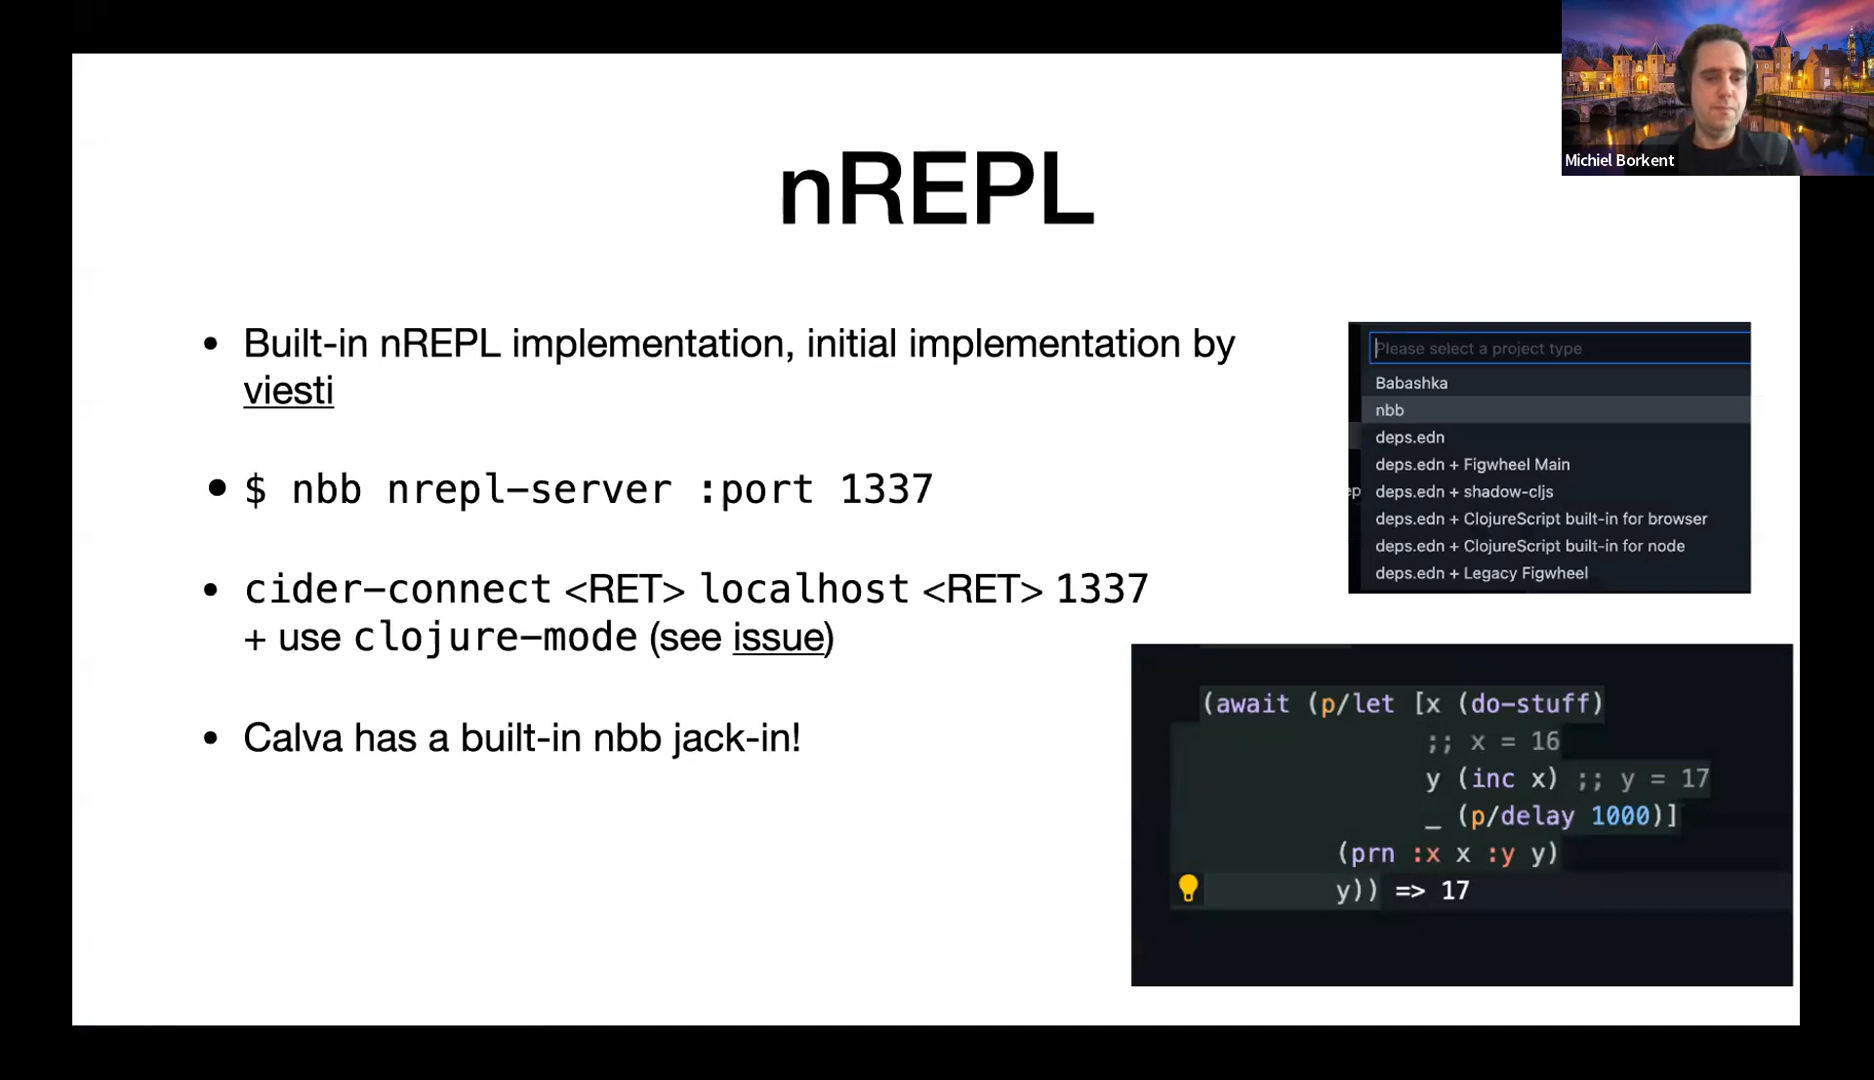 Michiel Borkent
nREPL
• Built-in nREPL implementation, initial implementation by
viesti
• $ nbb nrepl-server :port 1337
• cider-connect <RET> localhost <RET> 1337
+ use clojure-mode (see issue)
• Calva has a built-in nbb jack-in!
Please select a project type
Babashka
nbb
deps.edn
deps.edn + Figwheel Main
ep
deps.edn + shadow-cljs
deps.edn + ClojureScript built-in for browser
deps.edn + ClojureScript built-in for node
deps.edn + Legacy Figwheel
(await (p/let [x (do-stuff)
;; x = 16
y (inc x) ;; y = 17
_ (p/delay 1000)]
(prn :x x :y y)
y)) => 17